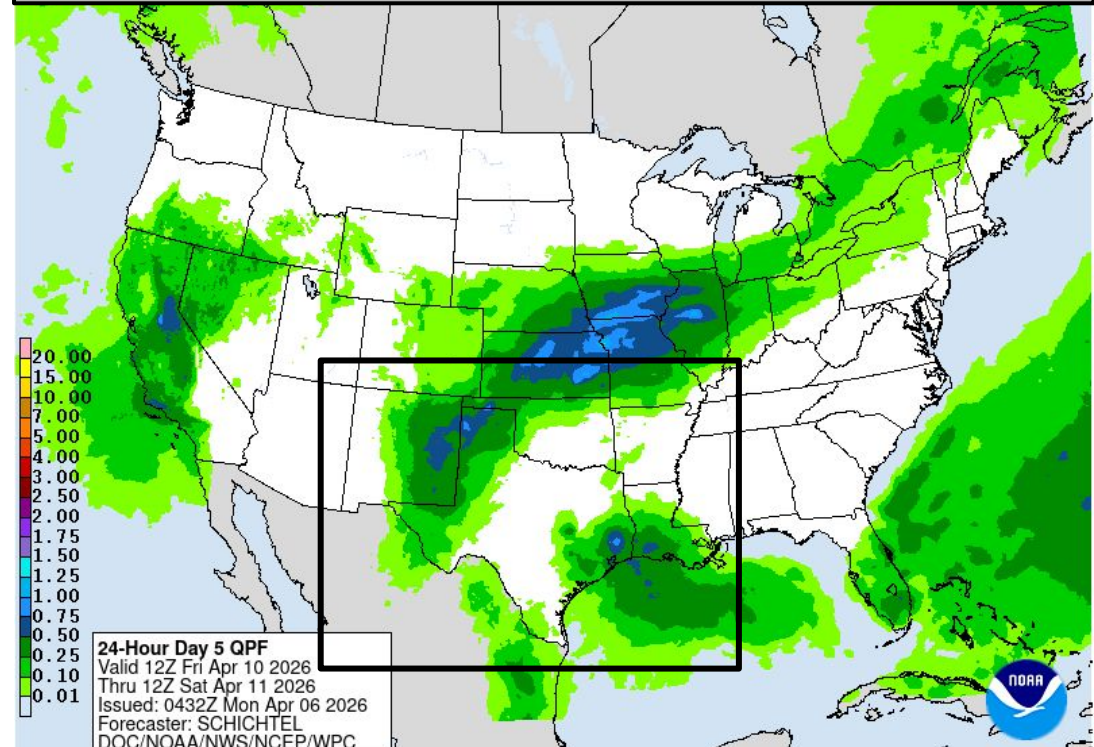 20.00
15.00
10.00
7.00
5.00
4.00
3.00
2.50
2.00
1.75
1.50
1.25
1.00
0.75
0.50
0.25
0.10
0.01
24-Hour Day 5 QPF
Valid 12Z Fri Apr 10 2026
Thru 12Z Sat Apr 11 2026
Issued: 0432Z Mon Apr 06 2026
Forecaster: SCHICHTEL
DOC/NOAA/NWS/NCEP/WPC
NOAA